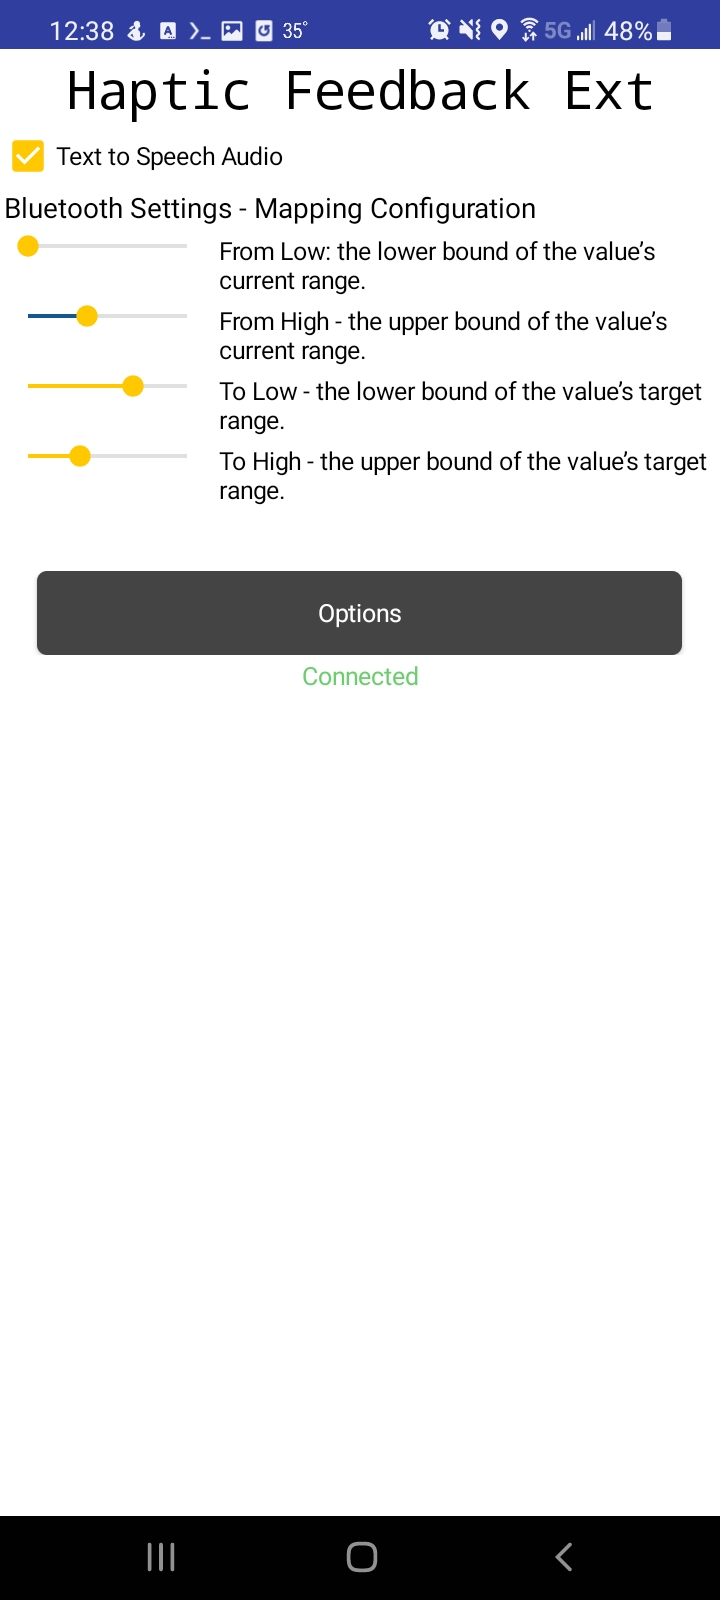 12:38 35°
5G 48%
Haptic Feedback Ext
Text to Speech Audio
Bluetooth Settings - Mapping Configuration
From Low: the lower bound of the value’s
current range.
From High - the upper bound of the value’s
current range.
To Low - the lower bound of the value’s target
range.
To High - the upper bound of the value’s target
range.
Options
Connected